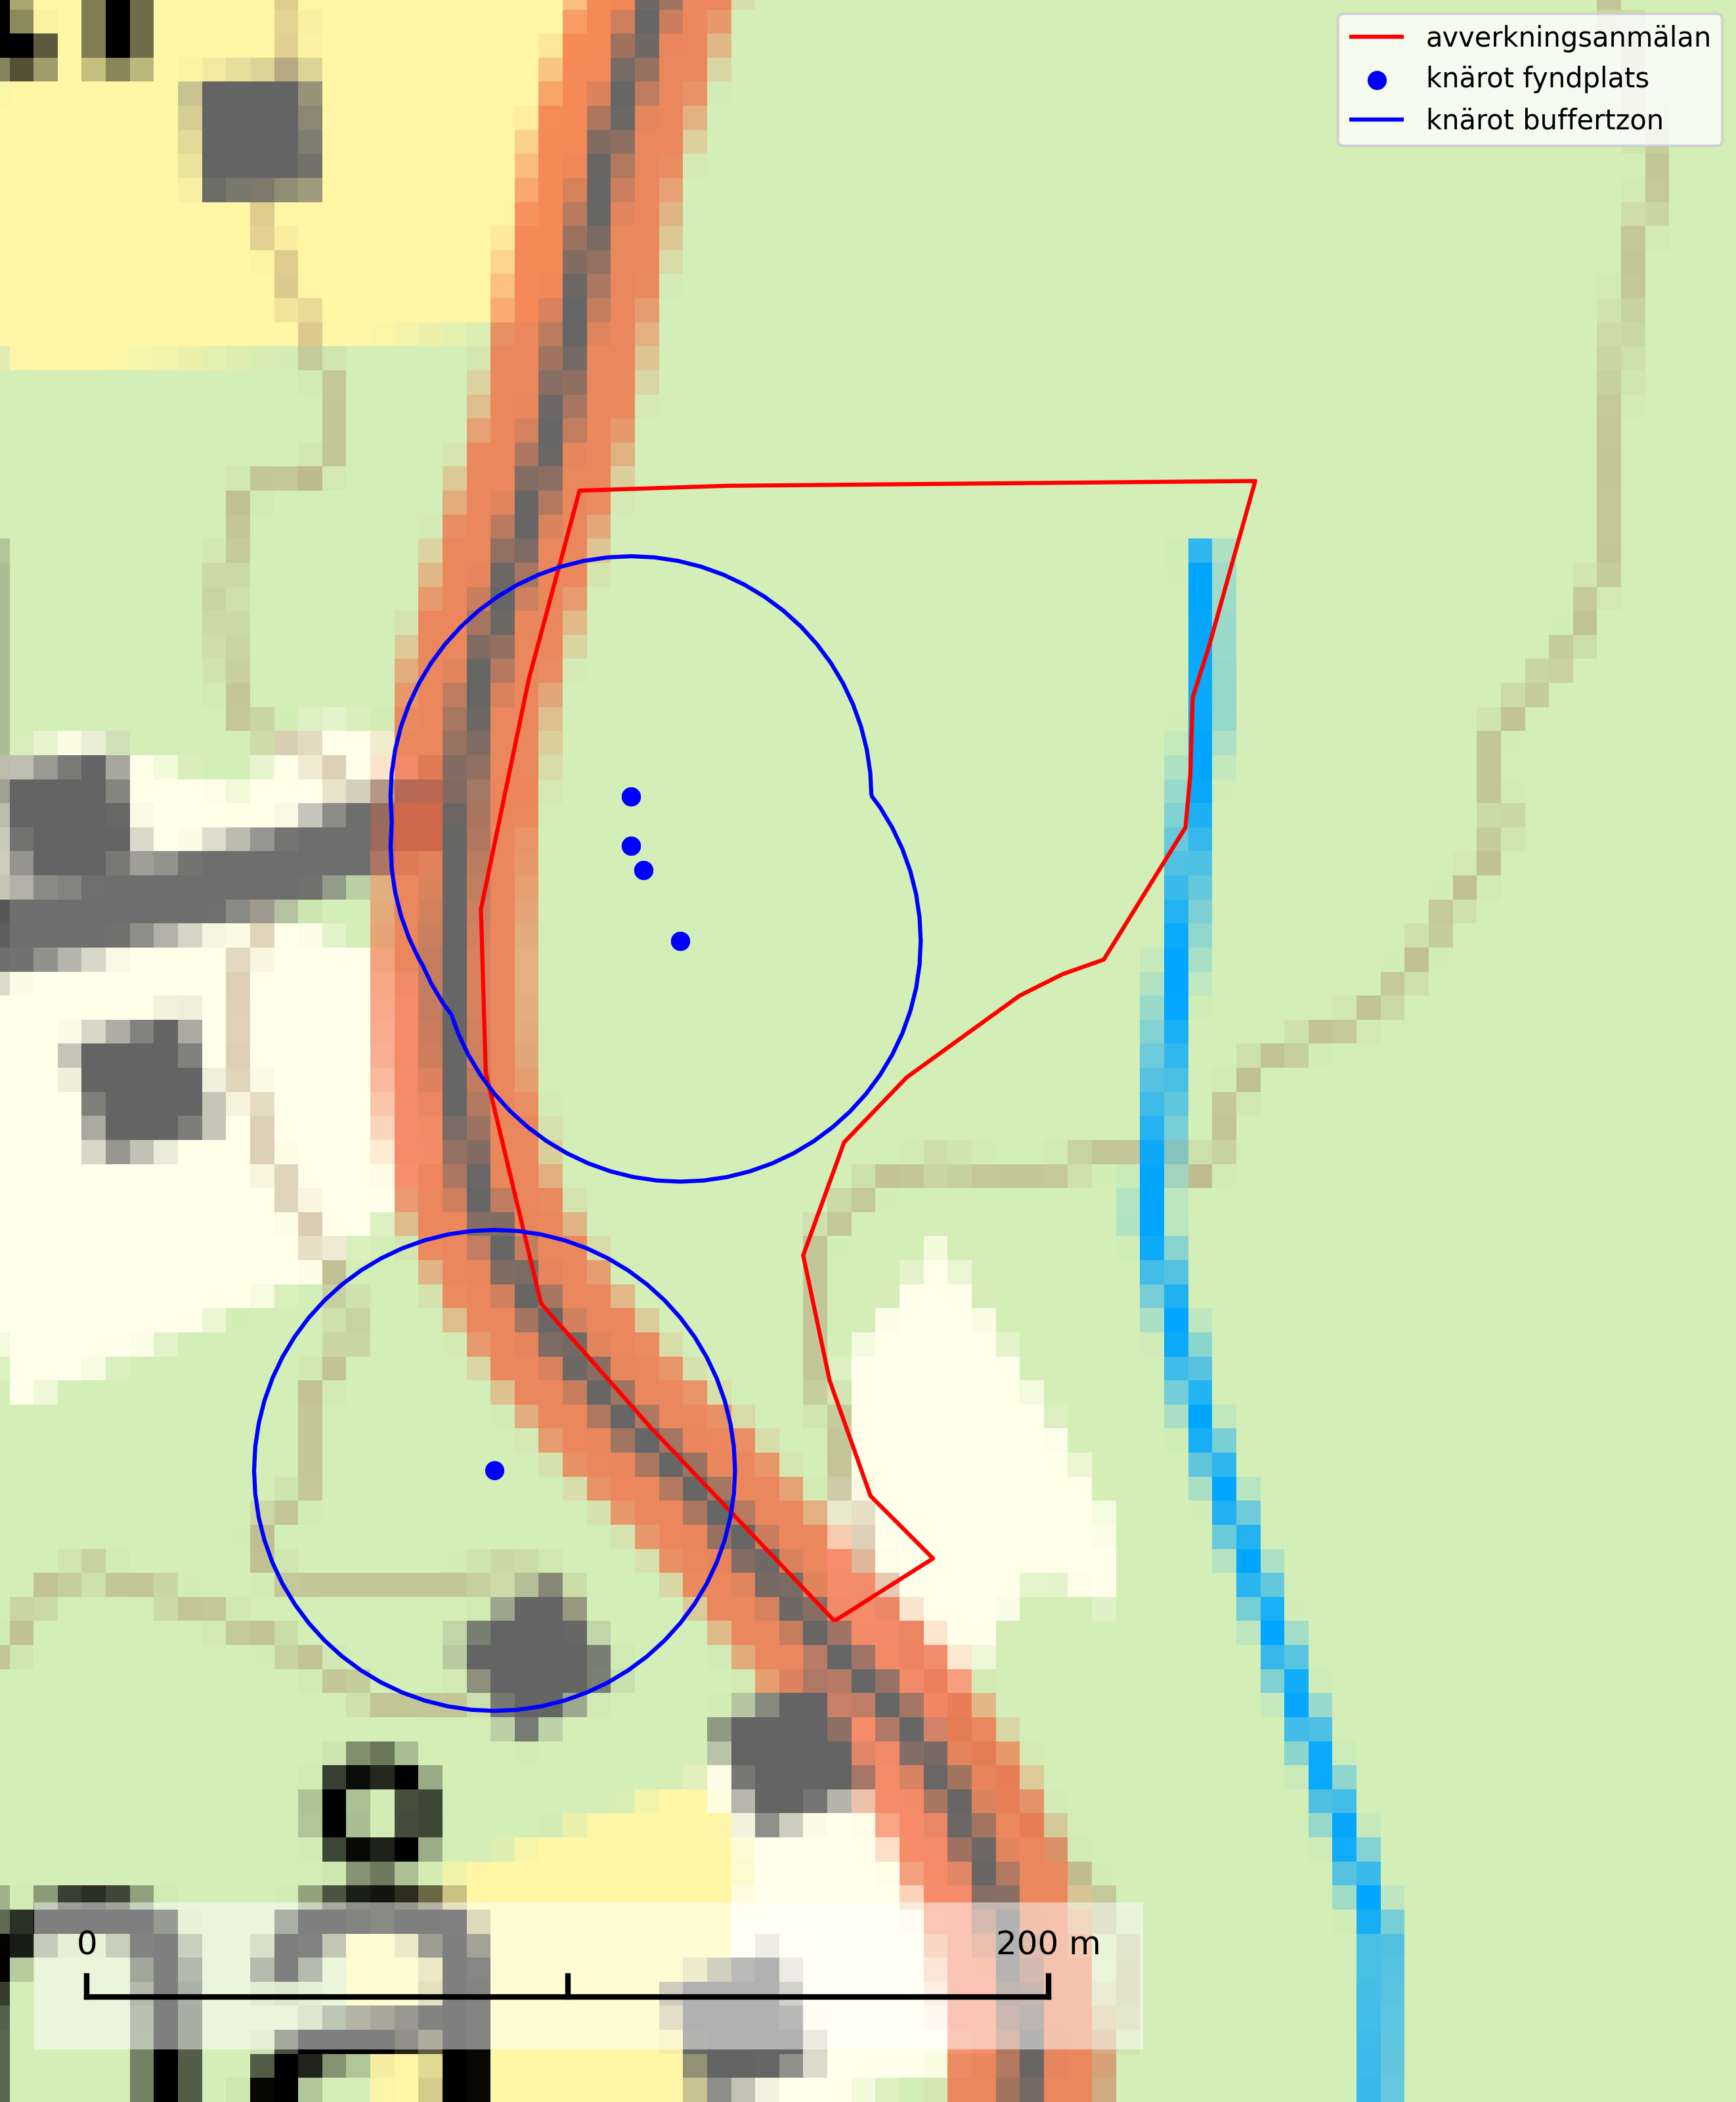 avverkningsanmälan
knärot fyndplats
knärot buffertzon
0 200 m